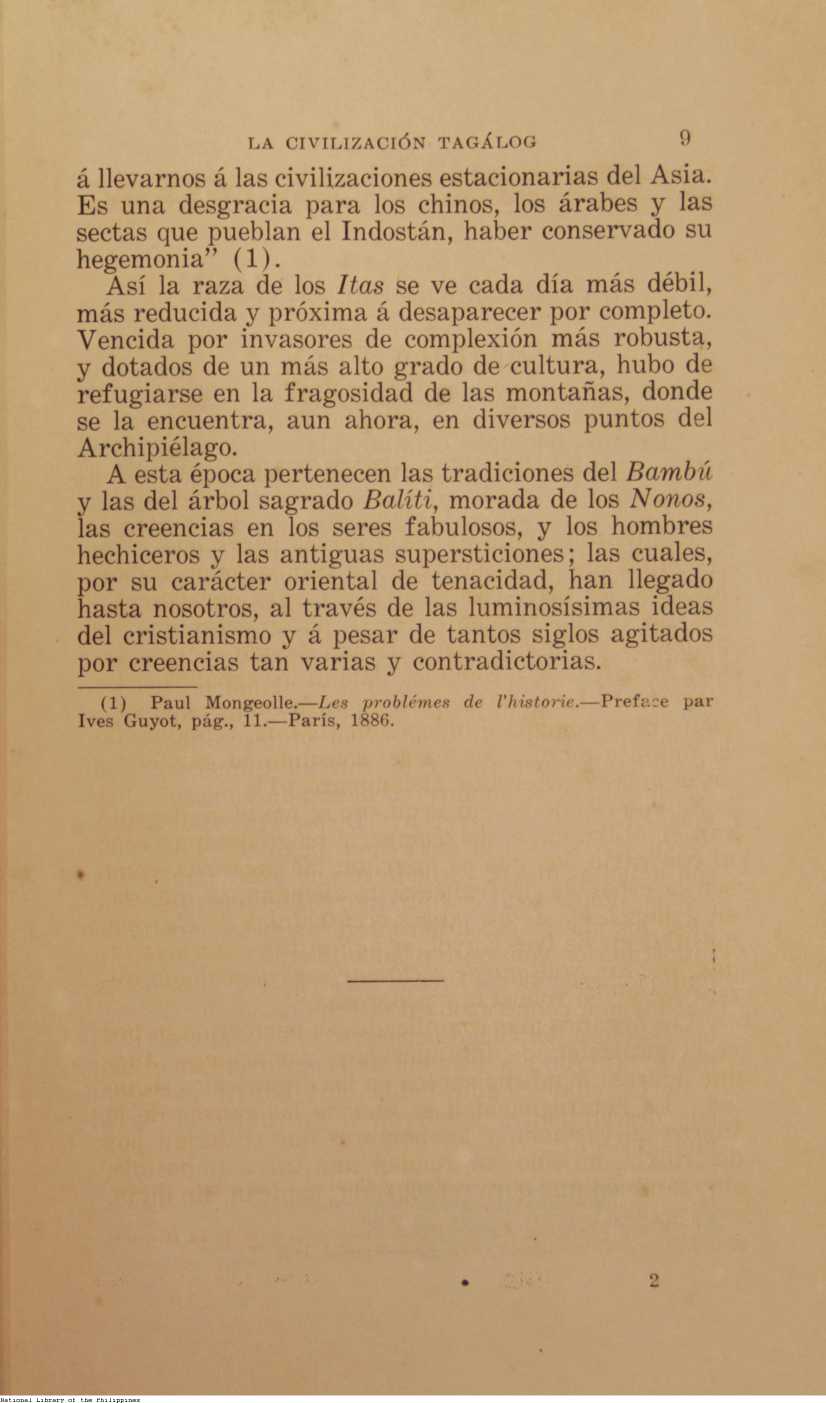 LA CIVILIZACIÓN TAGÁLOG 9
á llevarnos á las civilizaciones estacionarias del Asia.
Es una desgracia para los chinos, los árabes y las
sectas que pueblan el Indostán, haber conservado su
hegemonia” (1).
Así la raza de los Itas se ve cada día más débil,
más reducida y próxima á desaparecer por completo.
Vencida por invasores de complexión más robusta,
y dotados de un más alto grado de cultura, hubo de
refugiarse en la fragosidad de las montañas, donde
se la encuentra, aun ahora, en diversos puntos del
Archipiélago.
A esta época pertenecen las tradiciones del Bambú
y las del árbol sagrado Balíti, morada de los Nonos,
las creencias en los seres fabulosos, y los hombres
hechiceros y las antiguas supersticiones; las cuales,
por su carácter oriental de tenacidad, han llegado
hasta nosotros, al través de las luminosísimas ideas
del cristianismo y á pesar de tantos siglos agitados
por creencias tan varias y contradictorias.
(1) Paul Mongeolle.—Les problémes de l'historie.—Preface par
Ives Guyot, pág., 11.—París, 1886.
2
National Library of the Philippines